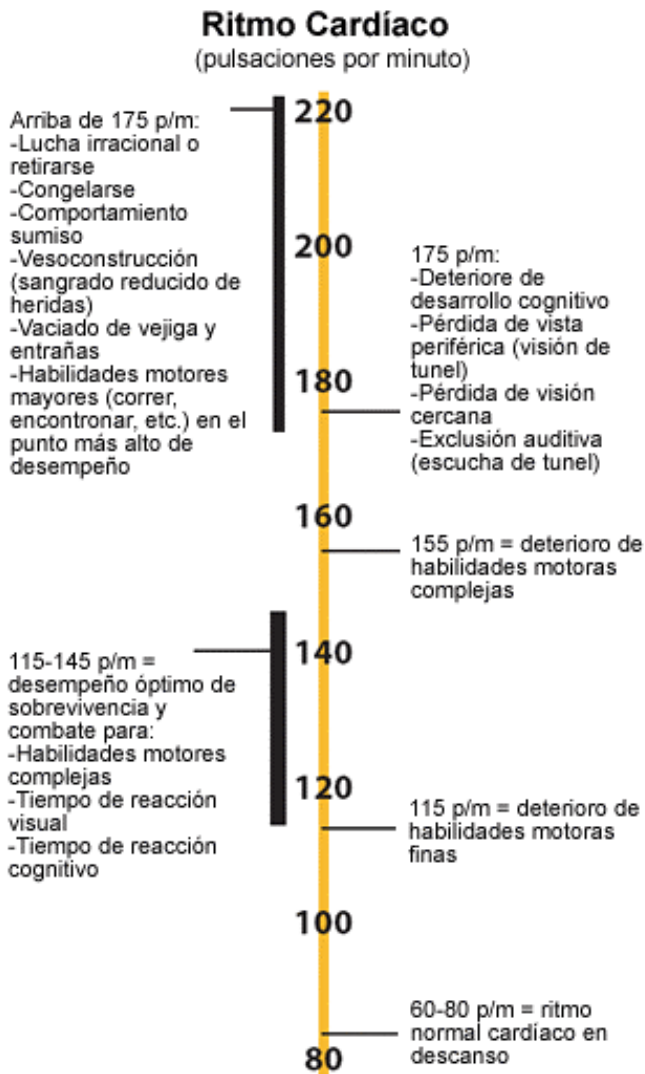 Ritmo Cardíaco
(pulsaciones por minuto)
Arriba de 175 p/m:
-Lucha irracional o
retirarse
-Congelarse
-Comportamiento
sumiso
-Vesoconstrucción
(sangrado reducido de
heridas)
-Vaciado de vejiga y
entrañas
-Habilidades motores
mayores (correr,
encontronar, etc.) en el
punto más alto de
desempeño
115-145 p/m =
desempeño óptimo de
sobrevivencia y
combate para:
-Habilidades motores
complejas
-Tiempo de reacción
visual
-Tiempo de reacción
cognitivo
220
200
180
160
140
120
100
80
175 p/m:
-Deteriore de
desarrollo cognitivo
-Pérdida de vista
periférica (visión de
tunel)
-Pérdida de visión
cercana
-Exclusión auditiva
(escucha de tunel)
155 p/m = deterioro de
habilidades motoras
complejas
115 p/m = deterioro de
habilidades motoras
finas
60-80 p/m = ritmo
normal cardíaco en
descanso